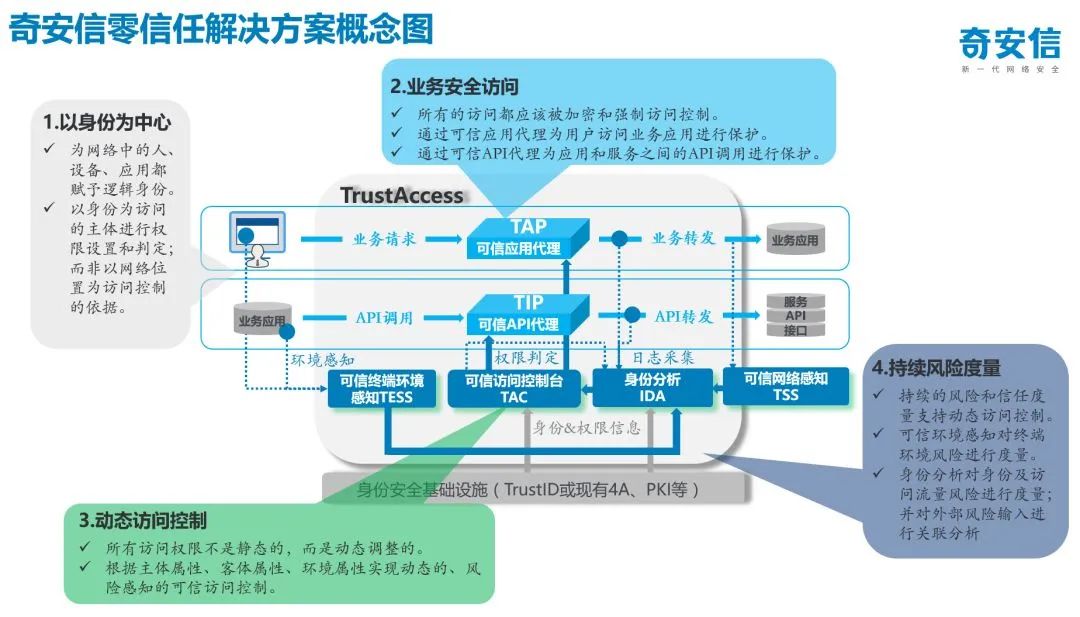 奇安信零信任解决方案概念图
奇安信
新一代网络安全
2.业务安全访问
✓ 所有的访问都应该被加密和强制访问控制。
✓ 通过可信应用代理为用户访问业务应用进行保护。
✓ 通过可信API代理为应用和服务之间的API调用进行保护。
1.以身份为中心
✓ 为网络中的人、
设备、应用都
赋予逻辑身份。
✓ 以身份为访问
的主体进行权
限设置和判定；
而非以网络位
置为访问控制
的依据。
TrustAccess
业务请求
TAP
可信应用代理
业务转发
业务应用
业务应用
API调用
TIP
可信API代理
API转发
服务
API
接口
环境感知
权限判定
日志采集
可信终端环境
感知TESS
可信访问控制台
TAC
身份分析
IDA
可信网络感知
TSS
身份&权限信息
身份安全基础设施（TrustID或现有4A、PKI等）
4.持续风险度量
✓ 持续的风险和信任度
量支持动态访问控制。
✓ 可信环境感知对终端
环境风险进行度量。
✓ 身份分析对身份及访
问流量风险进行度量；
并对外部风险输入进
行关联分析
3.动态访问控制
✓ 所有访问权限不是静态的，而是动态调整的。
✓ 根据主体属性、客体属性、环境属性实现动态的、风
险感知的可信访问控制。